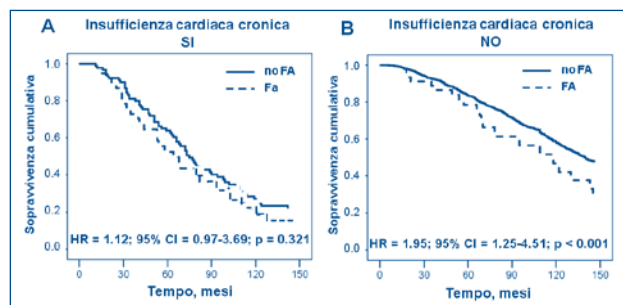 A
Insufficienza cardiaca cronica
SI
Sopravvivenza cumulativa
1.0
0.8
0.6
0.4
0.2
0.0
noFA
Fa
HR = 1.12; 95% CI = 0.97-3.69; p = 0.321
0 30 60 90 120 150
Tempo, mesi
B
Insufficienza cardiaca cronica
NO
Sopravvivenza cumulativa
1.0
0.8
0.6
0.4
0.2
0.0
noFA
FA
HR = 1.95; 95% CI = 1.25-4.51; p < 0.001
0 30 60 90 120 150
Tempo, mesi